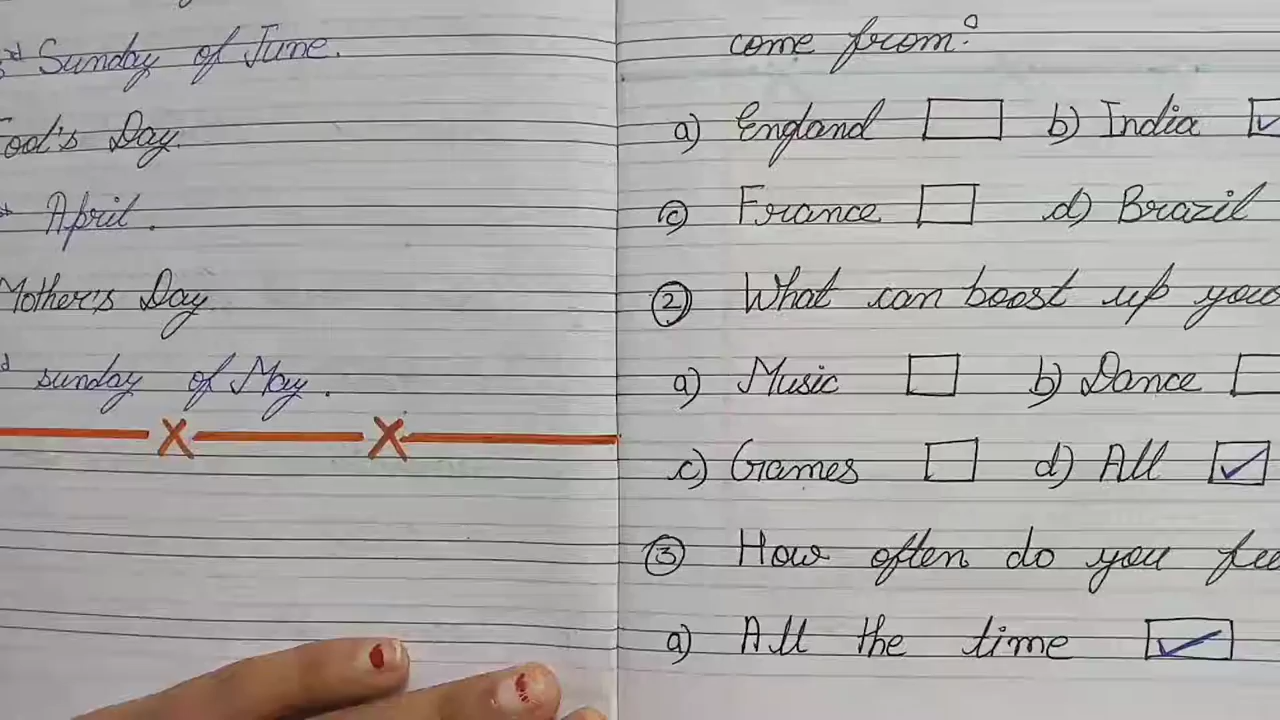 Sunday of June.
Fool's Day.
April.
Mother's Day
sunday of May.
come from?
a) England b) India
c) France d) Brazil
2 What can boost up
a) Music b) Dance
c) Games d) All
3 How often do you
a) All the time